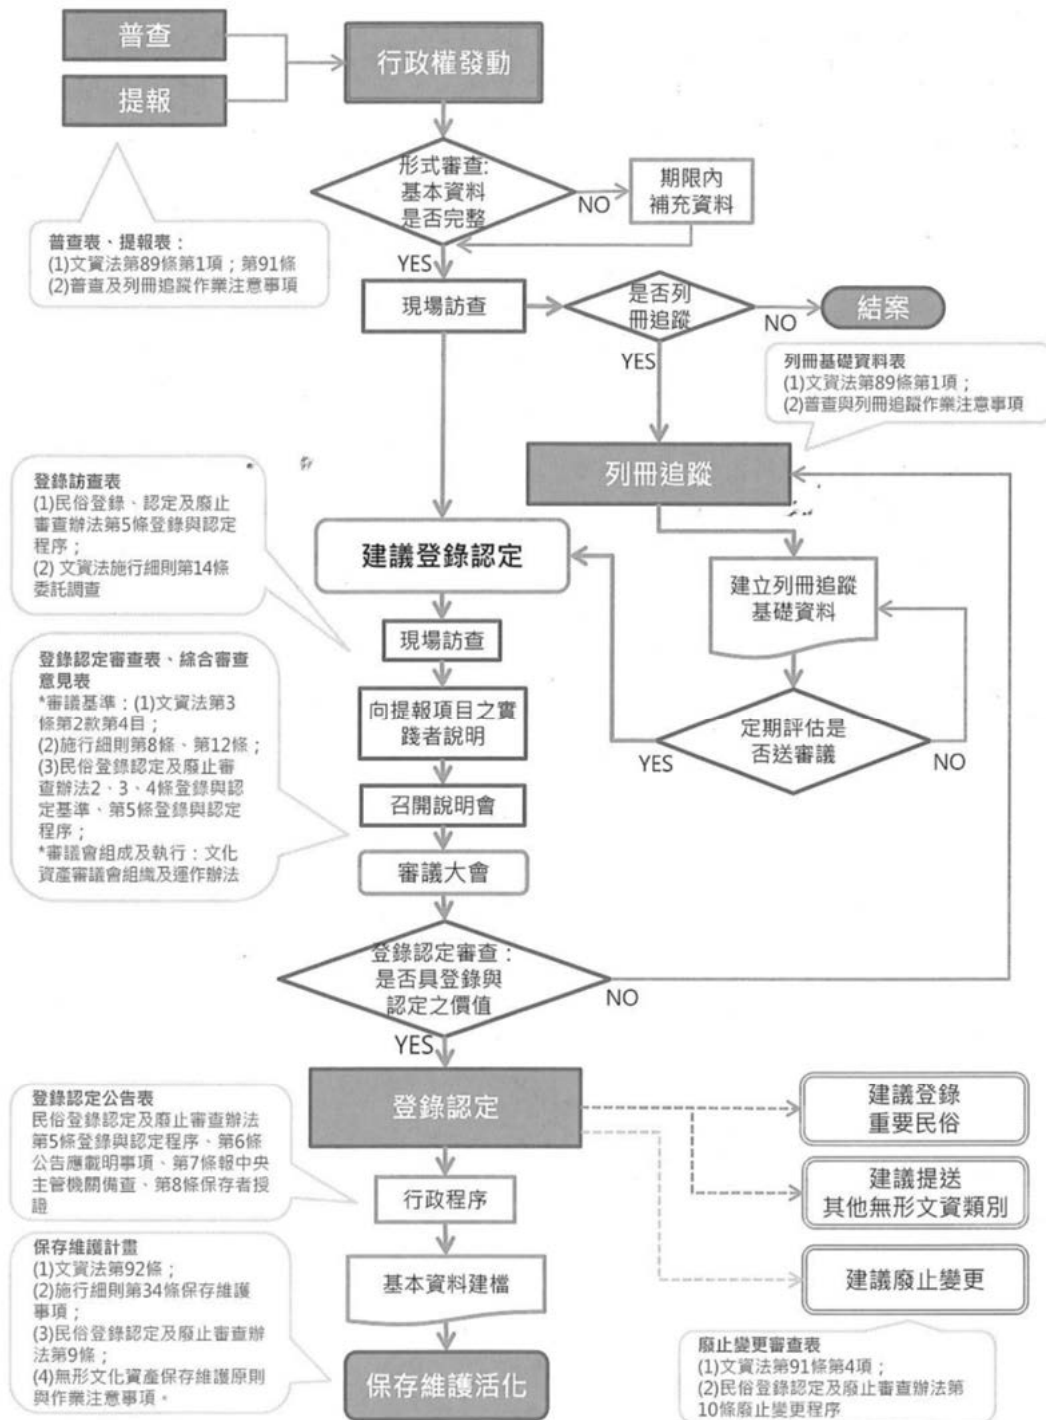 普查
提報
行政權發動
形式審查:
基本資料
是否完整
NO
期限內
補充資料
YES
普查表、提報表：
(1)文資法第89條第1項；第91條
(2)普查及列冊追蹤作業注意事項
現場訪查
是否列
冊追蹤
NO
結案
YES
列冊基礎資料表
(1)文資法第89條第1項；
(2)普查與列冊追蹤作業注意事項
列冊追蹤
登錄訪查表
(1)民俗登錄、認定及廢止
審查辦法第5條登錄與認定
程序；
(2) 文資法施行細則第14條
委託調查
建議登錄認定
建立列冊追蹤
基礎資料
現場訪查
登錄認定審查表、綜合審查
意見表
*審議基準：(1)文資法第3
條第2款第4目；
(2)施行細則第8條、第12條；
(3)民俗登錄認定及廢止審
查辦法2、3、4條登錄與認
定基準、第5條登錄與認定
程序；
*審議會組成及執行：文化
資產審議會組織及運作辦法
向提報項目之實
踐者說明
定期評估是
否送審議
YES
NO
召開說明會
審議大會
登錄認定審查：
是否具登錄與
認定之價值
NO
YES
登錄認定
登錄認定公告表
民俗登錄認定及廢止審查辦法
第5條登錄與認定程序、第6條
公告應載明事項、第7條報中央
主管機關備查、第8條保存者授
證
建議登錄
重要民俗
行政程序
建議提送
其他無形文資類別
保存維護計畫
(1)文資法第92條；
(2)施行細則第34條保存維護
事項；
(3)民俗登錄認定及廢止審查辦
法第9條；
(4)無形文化資產保存維護原則
與作業注意事項。
基本資料建檔
建議廢止變更
保存維護活化
廢止變更審查表
(1)文資法第91條第4項；
(2)民俗登錄認定及廢止審查辦法第
10條廢止變更程序